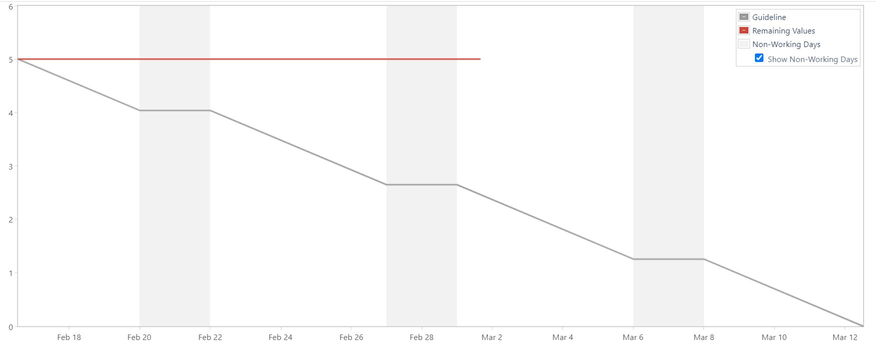 6
5
4
3
2
1
0
Guideline
Remaining Values
Non-Working Days
Show Non-Working Days
Feb 18 Feb 20 Feb 22 Feb 24 Feb 26 Feb 28 Mar 2 Mar 4 Mar 6 Mar 8 Mar 10 Mar 12